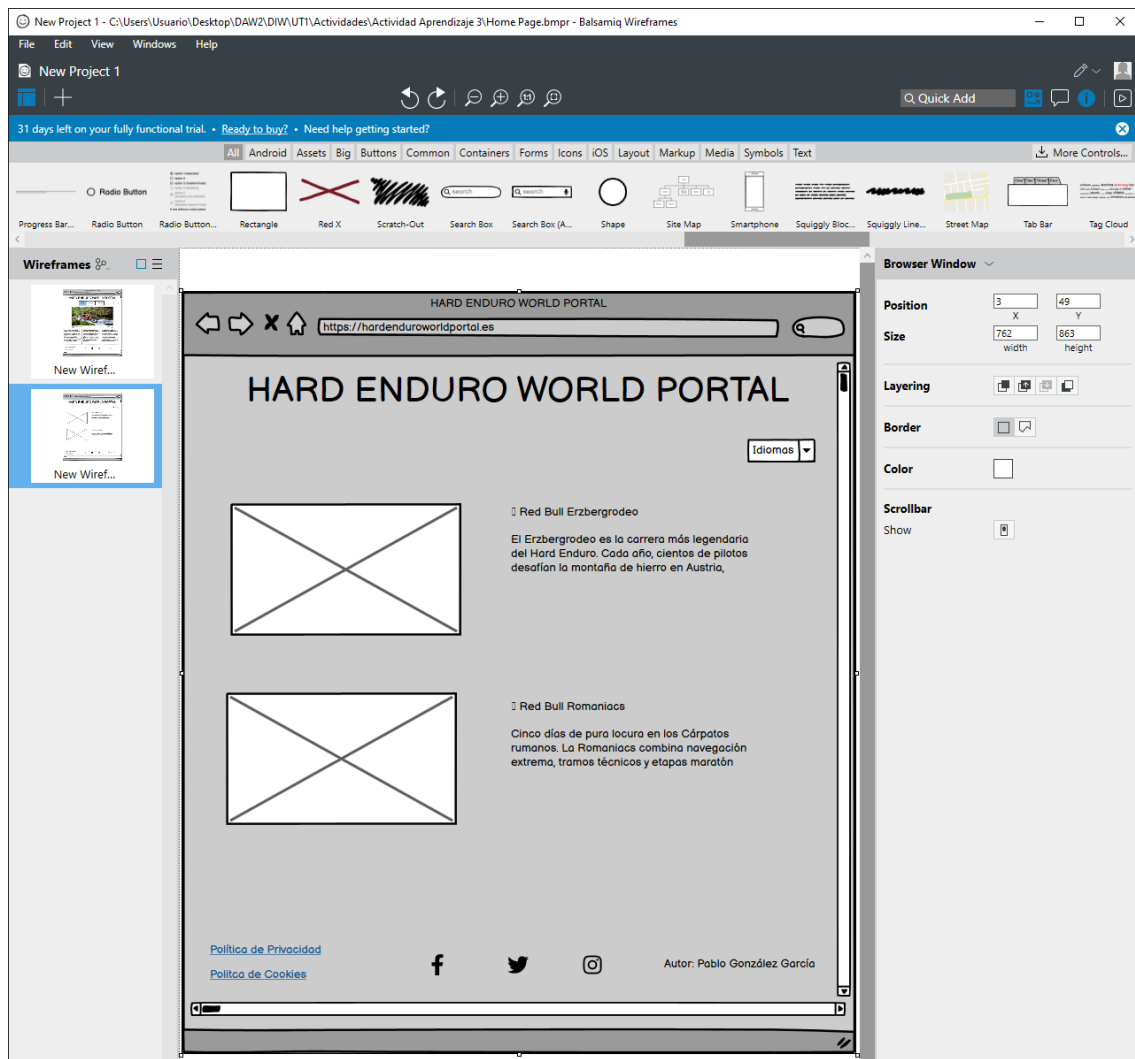 New Project 1 - C:\Users\Usuario\Desktop\DAW2\DIW\UT1\Actividades\Actividad Aprendizaje 3\Home Page.bmpr - Balsamiq Wireframes
File Edit View Windows Help
New Project 1
1:1
Quick Add
31 days left on your fully functional trial. • Ready to buy? • Need help getting started?
All Android Assets Big Buttons Common Containers Forms Icons iOS Layout Markup Media Symbols Text
More Controls...
Radio Button
search
search
Progress Bar... Radio Button Radio Button... Rectangle Red X Scratch-Out Search Box Search Box (A... Shape Site Map Smartphone Squiggly Bloc... Squiggly Line... Street Map Tab Bar Tag Cloud
Wireframes
New Wiref...
New Wiref...
HARD ENDURO WORLD PORTAL
https://hardenduroworldportal.es
HARD ENDURO WORLD PORTAL
Idiomas
Red Bull Erzbergrodeo
El Erzbergrodeo es la carrera más legendaria
del Hard Enduro. Cada año, cientos de pilotos
desafían la montaña de hierro en Austria,
Red Bull Romaniacs
Cinco días de pura locura en los Cárpatos
rumanos. La Romaniacs combina navegación
extrema, tramos técnicos y etapas maratón
Política de Privacidad
Politca de Cookies
Autor: Pablo González García
Browser Window
Position
3 49
X Y
Size
762 863
width height
Layering
Border
Color
Scrollbar
Show